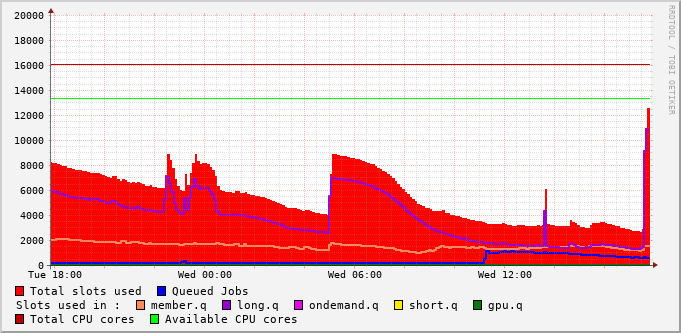 20000
18000
16000
14000
12000
10000
8000
6000
4000
2000
0
Tue 18:00 Wed 00:00 Wed 06:00 Wed 12:00
Total slots used Queued Jobs
Slots used in : member.q long.q ondemand.q short.q gpu.q
Total CPU cores Available CPU cores
RRDTOOL / TOBI OETIKER